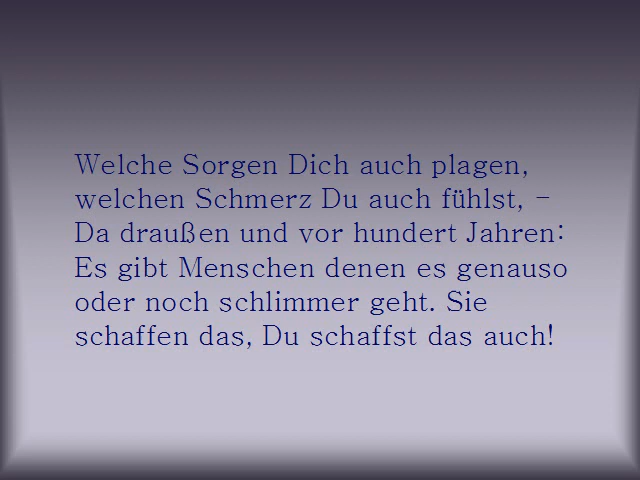 Welche Sorgen Dich auch plagen,
welchen Schmerz Du auch fühlst, -
Da draußen und vor hundert Jahren:
Es gibt Menschen denen es genauso
oder noch schlimmer geht. Sie
schaffen das, Du schaffst das auch!